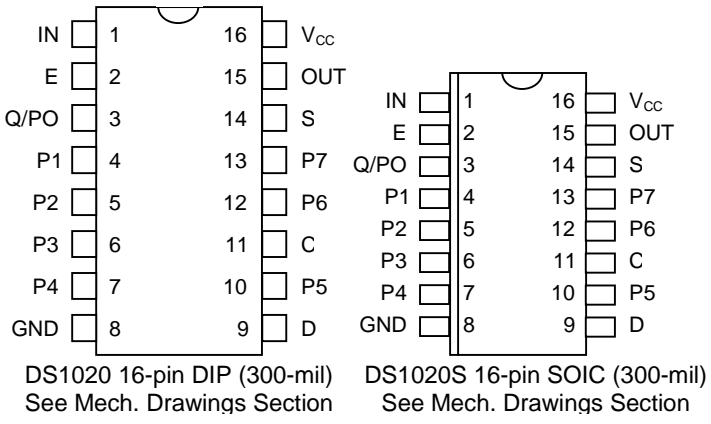 IN 1 16 VCC
E 2 15 OUT
Q/PO 3 14 S
P1 4 13 P7
P2 5 12 P6
P3 6 11 C
P4 7 10 P5
GND 8 9 D
DS1020 16-pin DIP (300-mil)
See Mech. Drawings Section
IN 1 16 VCC
E 2 15 OUT
Q/PO 3 14 S
P1 4 13 P7
P2 5 12 P6
P3 6 11 C
P4 7 10 P5
GND 8 9 D
DS1020S 16-pin SOIC (300-mil)
See Mech. Drawings Section